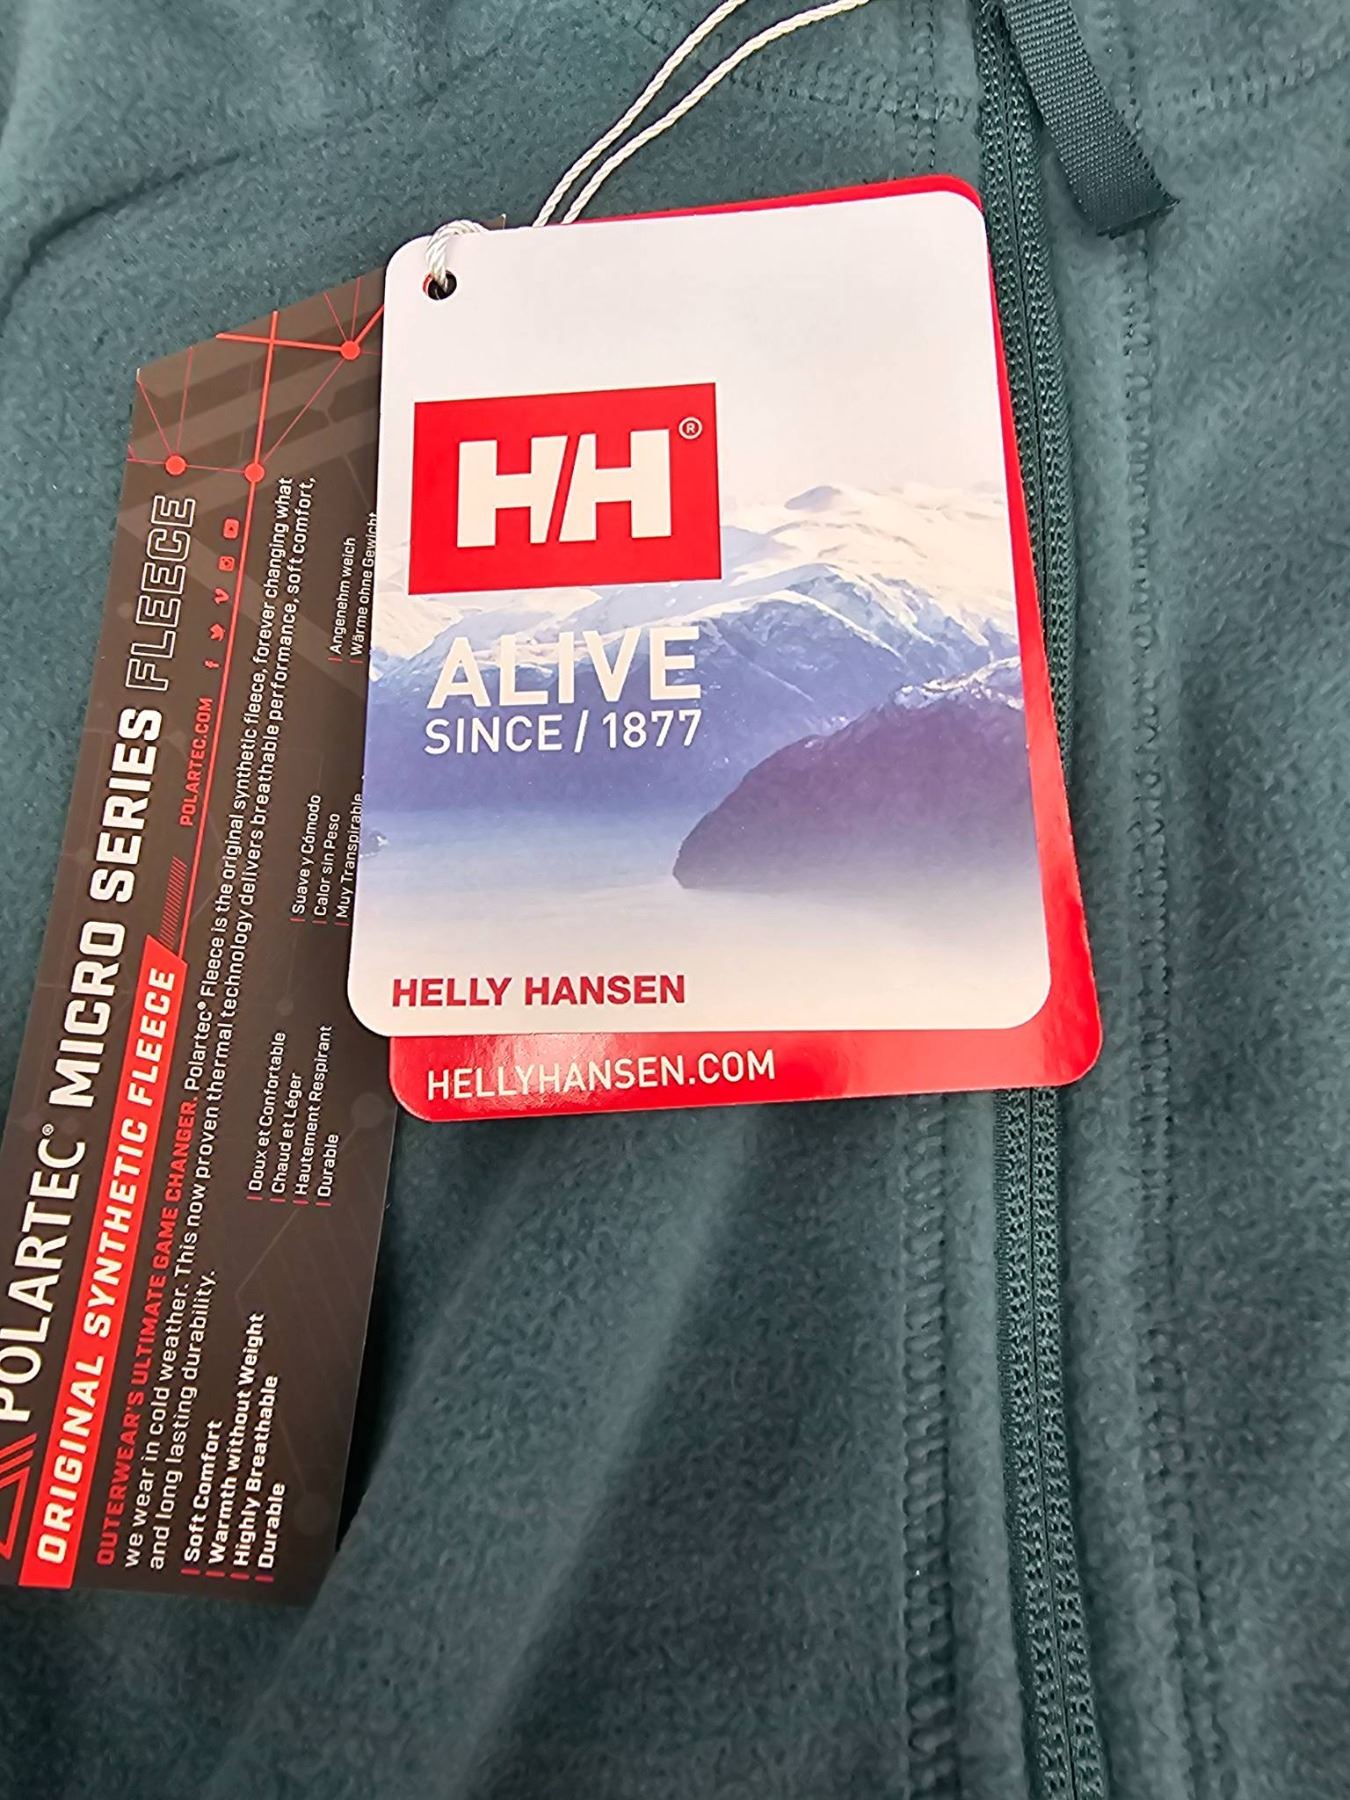 HH®
ALIVE
SINCE / 1877
HELLY HANSEN
HELLYHANSEN.COM
POLARTEC® MICRO SERIES FLEECE
ORIGINAL SYNTHETIC FLEECE
POLARTEC.COM
OUTERWEAR'S ULTIMATE GAME CHANGER. Polartec® Fleece is the original synthetic fleece, forever changing what
we wear in cold weather. This now proven thermal technology delivers breathable performance, soft comfort,
and long lasting durability.
| Soft Comfort
| Warmth without Weight
| Highly Breathable
| Durable
| Doux et Confortable
| Chaud et Léger
| Hautement Respirant
| Durable
| Suave y Cómodo
| Calor sin Peso
| Muy Transpirable
| Angenehm weich
| Wärme ohne Gewicht